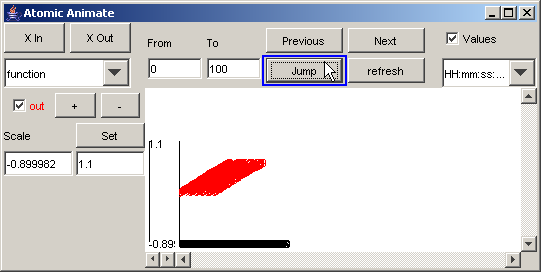 Atomic Animate
X In
X Out
From
To
Previous
Next
Values
function
0
100
Jump
refresh
HH:mm:ss:...
out
+
-
Scale
Set
-0.899982
1.1
1.1
-0.899